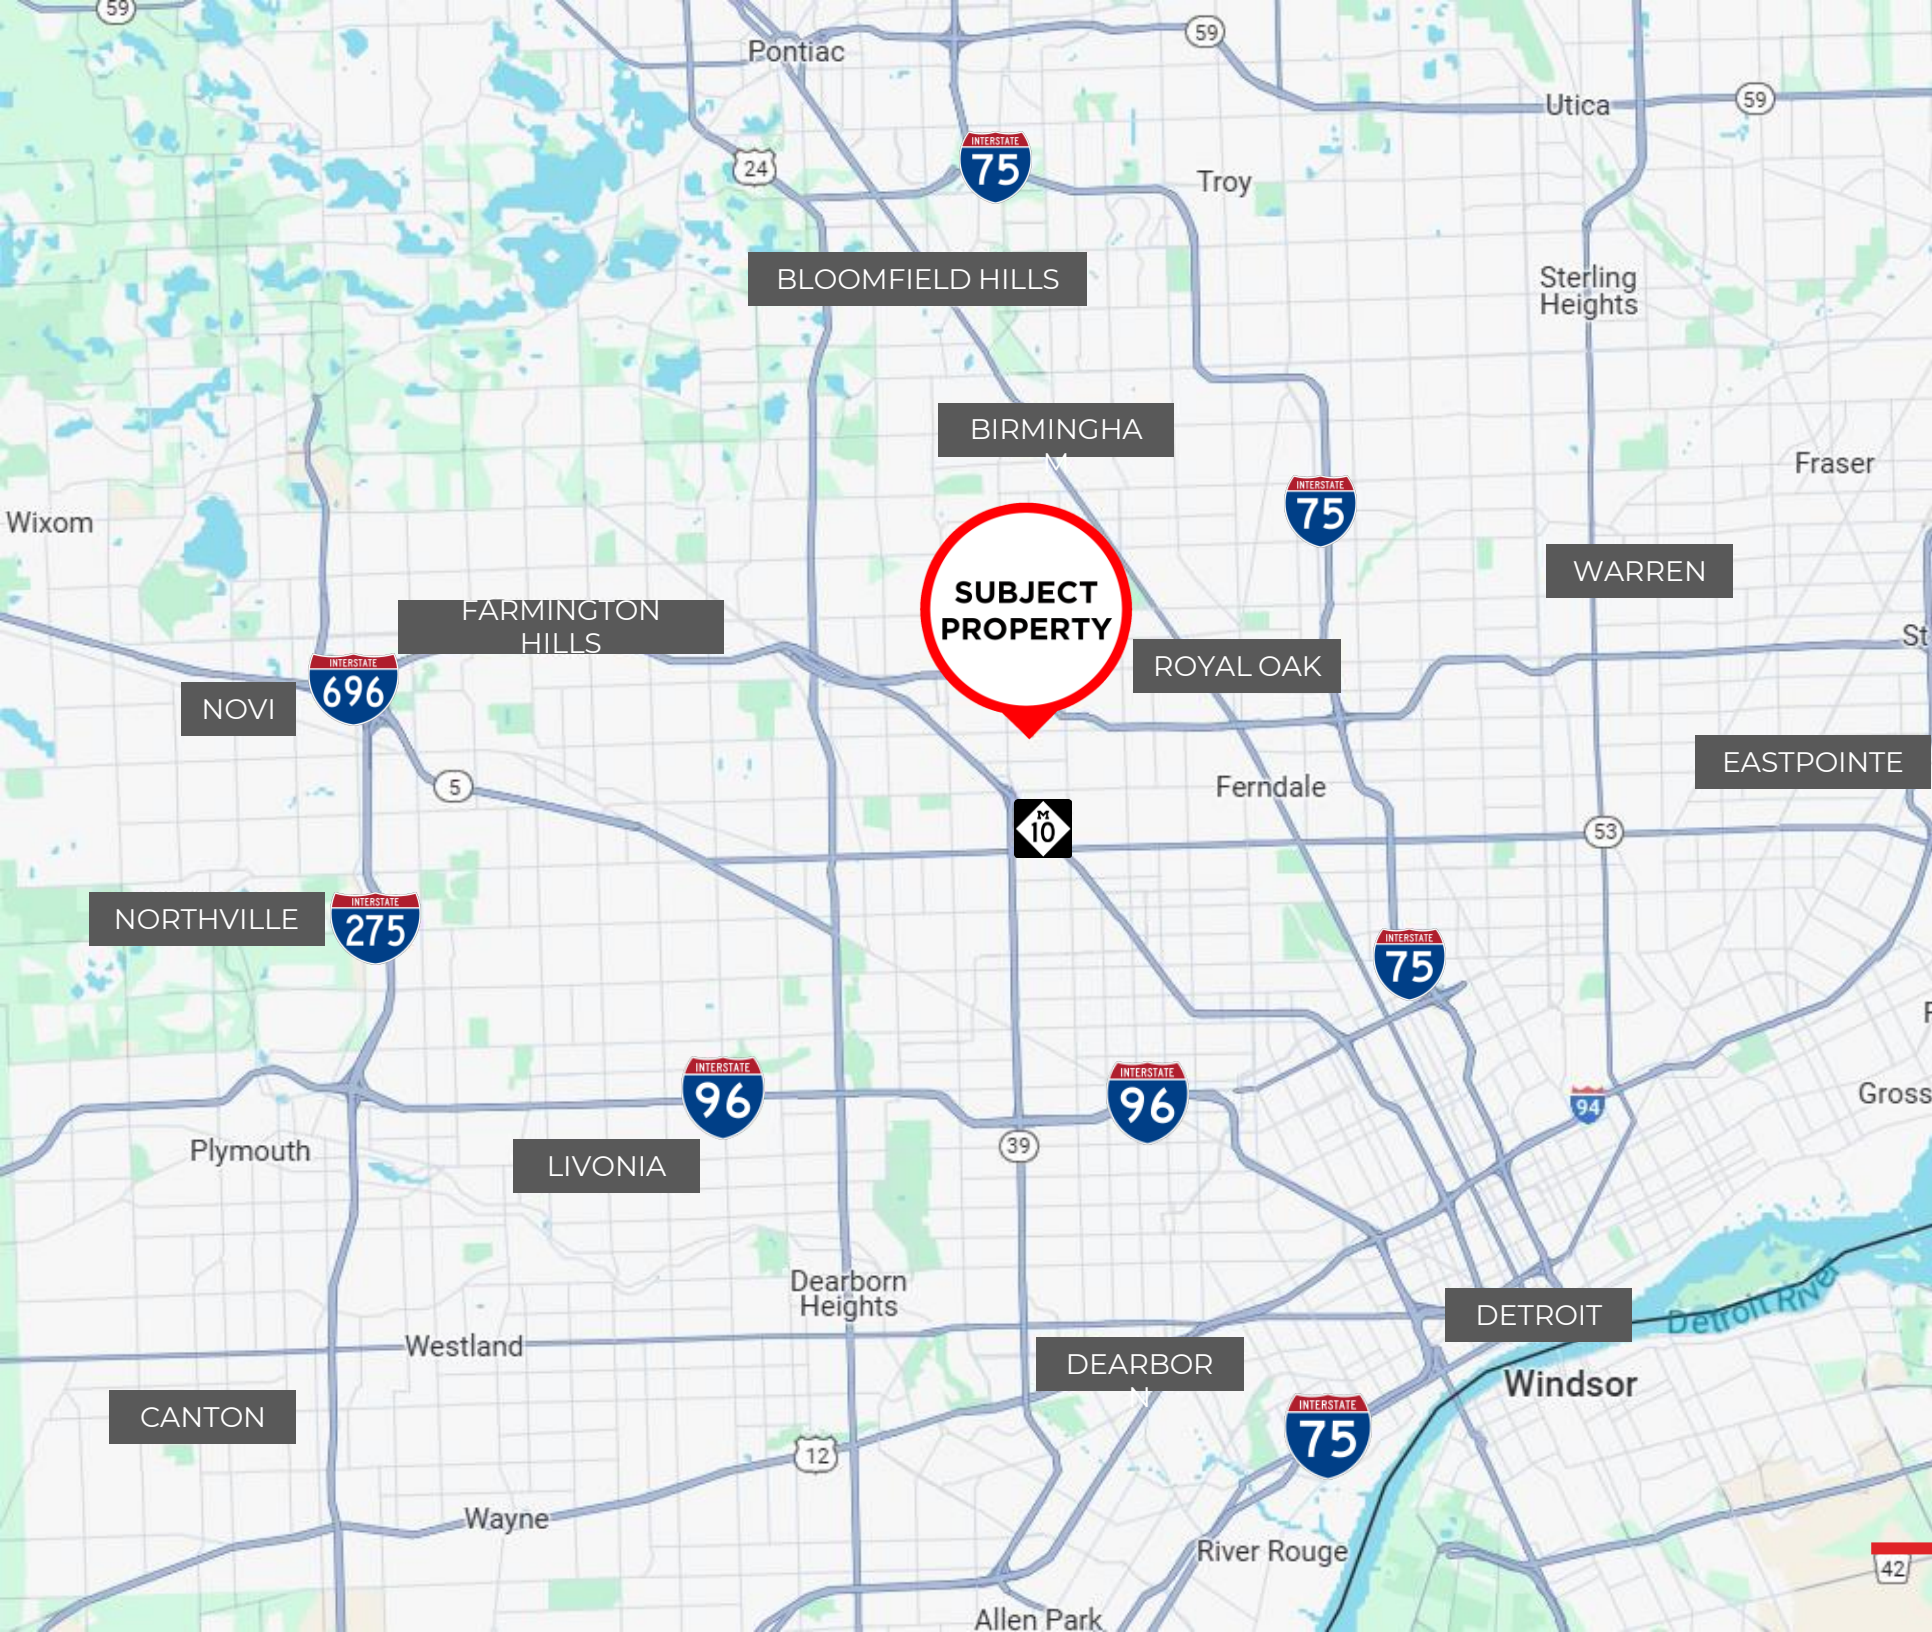 59
Pontiac
59
Utica
59
INTERSTATE
75
24
Troy
BLOOMFIELD HILLS
Sterling
Heights
BIRMINGHA
M
Fraser
INTERSTATE
75
Wixom
SUBJECT
PROPERTY
WARREN
FARMINGTON
HILLS
St
ROYAL OAK
INTERSTATE
696
NOVI
EASTPOINTE
5
Ferndale
M
10
53
NORTHVILLE
INTERSTATE
275
INTERSTATE
75
INTERSTATE
96
INTERSTATE
96
94
Gross
Plymouth
39
LIVONIA
Dearborn
Heights
DETROIT
Detroit River
Westland
DEARBOR
N
Windsor
CANTON
INTERSTATE
75
12
Wayne
River Rouge
42
Allen Park